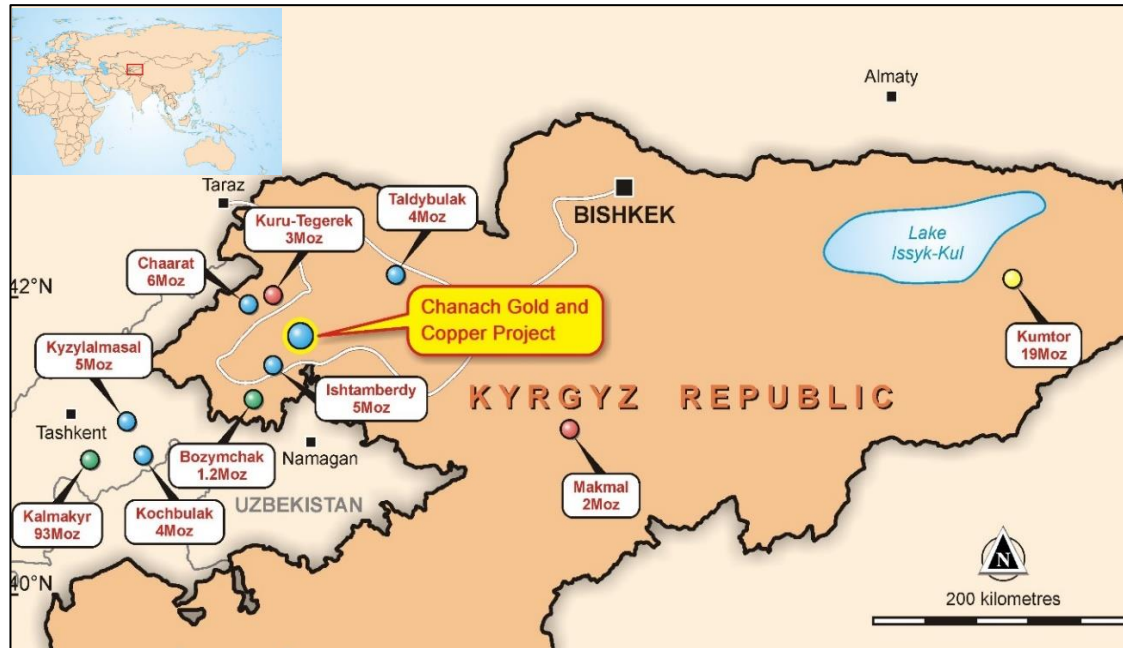 Almaty
Taraz
BISHKEK
Taldybulak
4Moz
Kuru-Tegerek
3Moz
Lake
Issyk-Kul
Chaarat
6Moz
42°N
Chanach Gold and
Copper Project
Kumtor
19Moz
Kyzylalmasal
5Moz
Ishtamberdy
5Moz
KYRGYZ REPUBLIC
Tashkent
Bozymchak
1.2Moz
Namagan
UZBEKISTAN
Makmal
2Moz
Kalmakyr
93Moz
Kochbulak
4Moz
N
40°N
200 kilometres